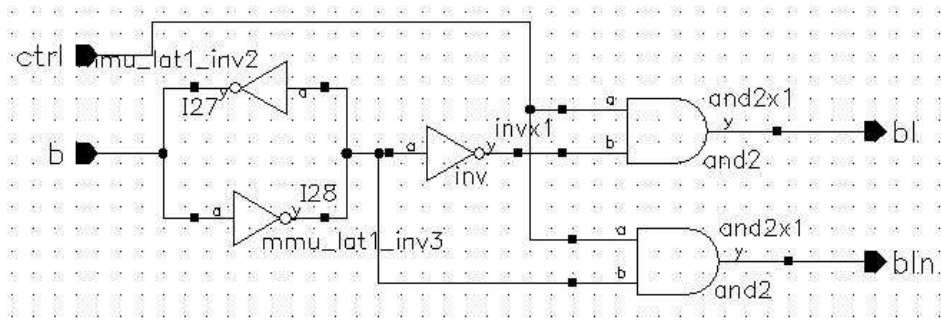 ctrl
mmu_lat1_inv2
y
a
I27
b
I28
a
y
mmu_lat1_inv3
a
invx1
y
inv
a
b
and2x1
y
and2
bl
a
b
and2x1
y
and2
bln